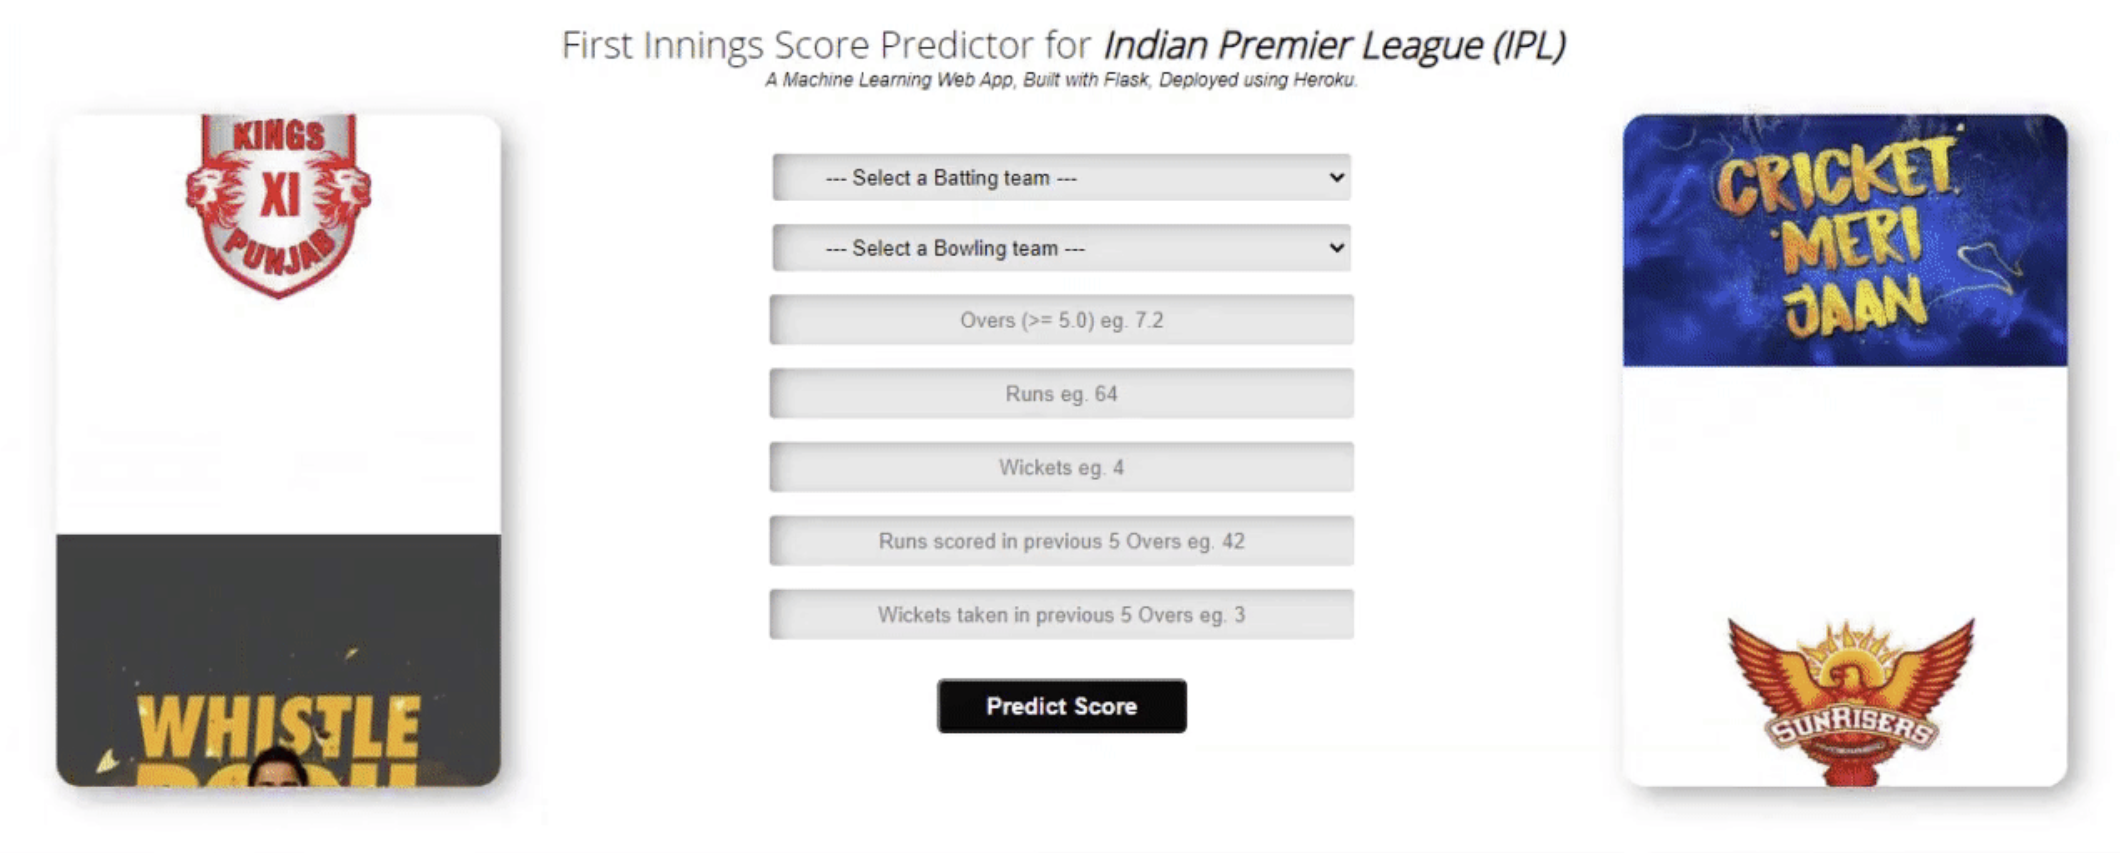 First Innings Score Predictor for Indian Premier League (IPL)
A Machine Learning Web App, Built with Flask, Deployed using Heroku.
KINGS
XI
PUNJAB
WHISTLE
--- Select a Batting team ---
--- Select a Bowling team ---
Overs (>= 5.0) eg. 7.2
Runs eg. 64
Wickets eg. 4
Runs scored in previous 5 Overs eg. 42
Wickets taken in previous 5 Overs eg. 3
Predict Score
CRICKET
MERI
JAAN
SUNRISERS